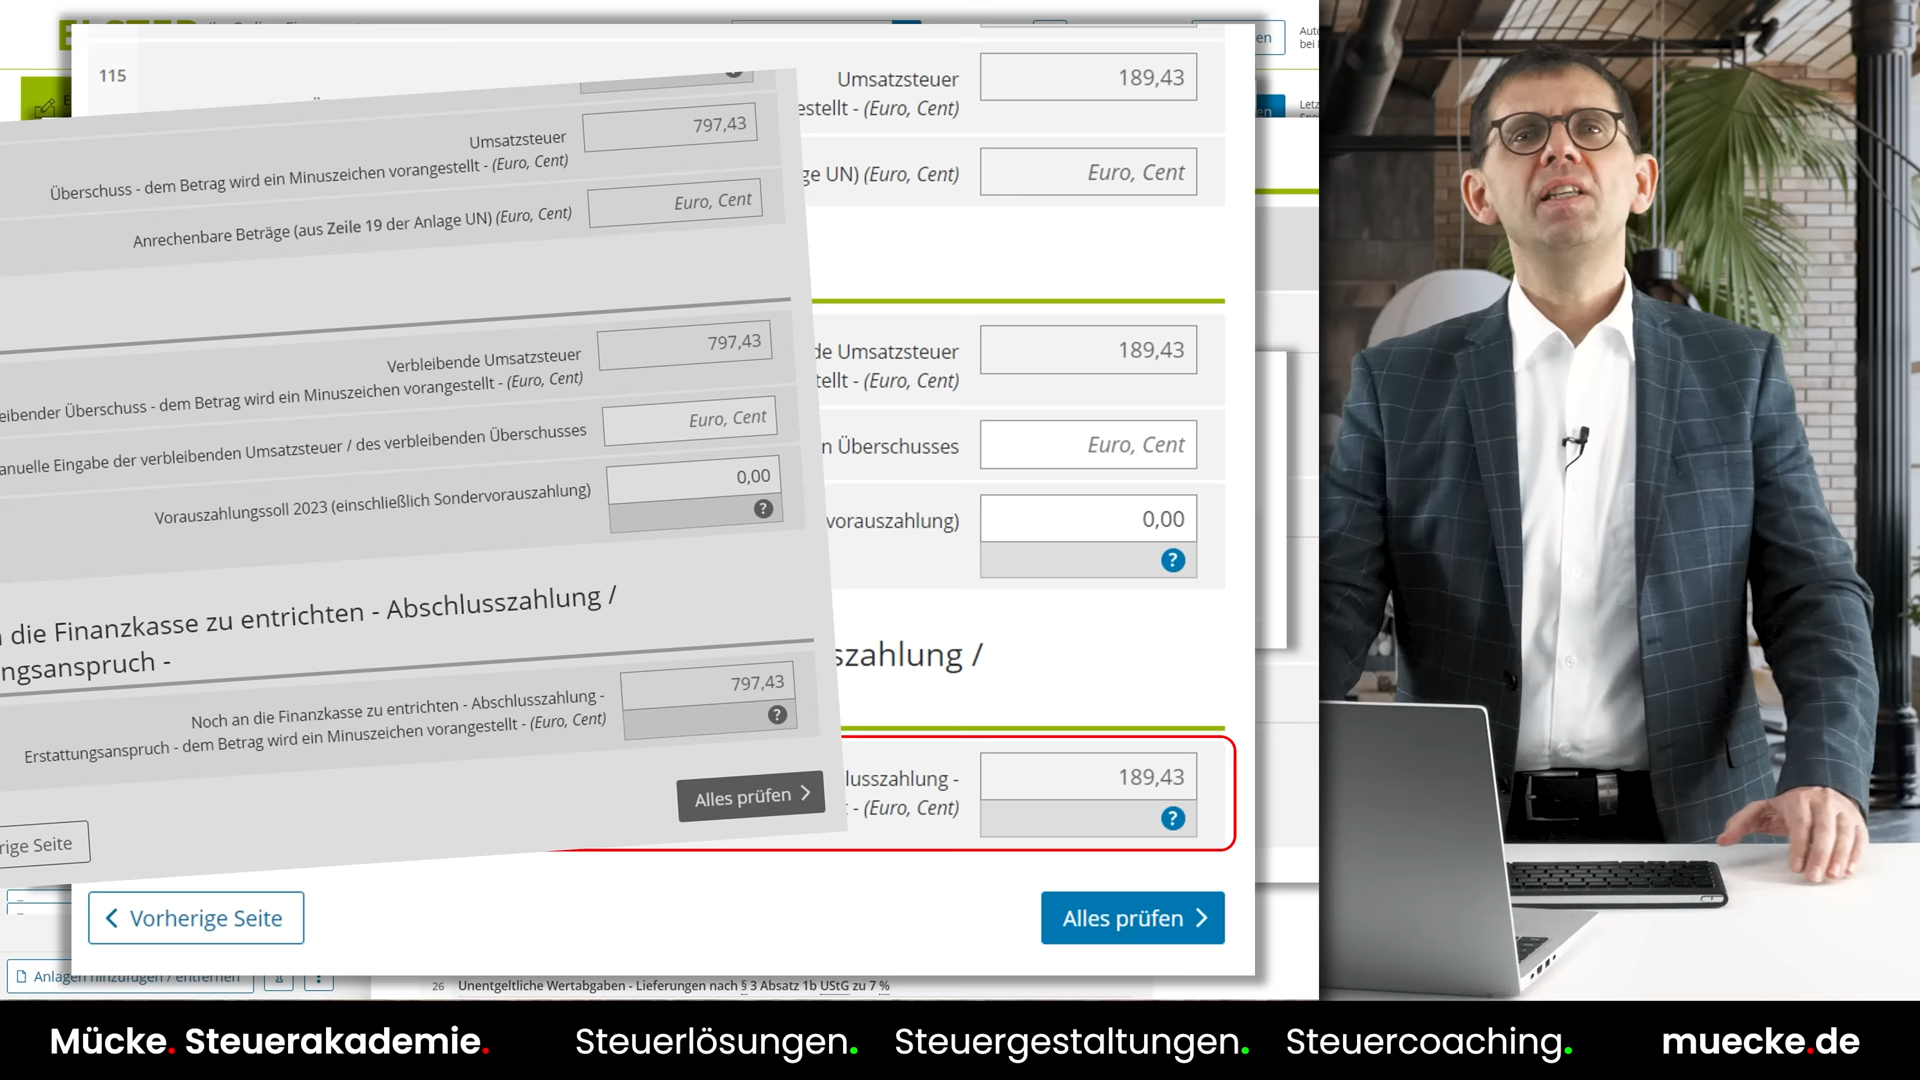 115
Umsatzsteuer
189,43
estellt - (Euro, Cent)
ge UN) (Euro, Cent)
Euro, Cent
de Umsatzsteuer
189,43
tellt - (Euro, Cent)
n Überschusses
Euro, Cent
vorauszahlung)
0,00
?
szahlung /
lusszahlung -
189,43
- (Euro, Cent)
?
Vorherige Seite
Alles prüfen
Umsatzsteuer
797,43
Überschuss - dem Betrag wird ein Minuszeichen vorangestellt - (Euro, Cent)
Anrechenbare Beträge (aus Zeile 19 der Anlage UN) (Euro, Cent)
Euro, Cent
Verbleibende Umsatzsteuer
797,43
eibender Überschuss - dem Betrag wird ein Minuszeichen vorangestellt - (Euro, Cent)
anuelle Eingabe der verbleibenden Umsatzsteuer / des verbleibenden Überschusses
Euro, Cent
Vorauszahlungssoll 2023 (einschließlich Sondervorauszahlung)
0,00
?
die Finanzkasse zu entrichten - Abschlusszahlung /
ngsanspruch -
Noch an die Finanzkasse zu entrichten - Abschlusszahlung -
797,43
Erstattungsanspruch - dem Betrag wird ein Minuszeichen vorangestellt - (Euro, Cent)
?
Alles prüfen
rige Seite
en
Anlagen hinzufügen / entfernen
26 Unentgeltliche Wertabgaben - Lieferungen nach § 3 Absatz 1b UStG zu 7 %
Mücke. Steuerakademie.
Steuerlösungen. Steuergestaltungen. Steuercoaching.
muecke.de